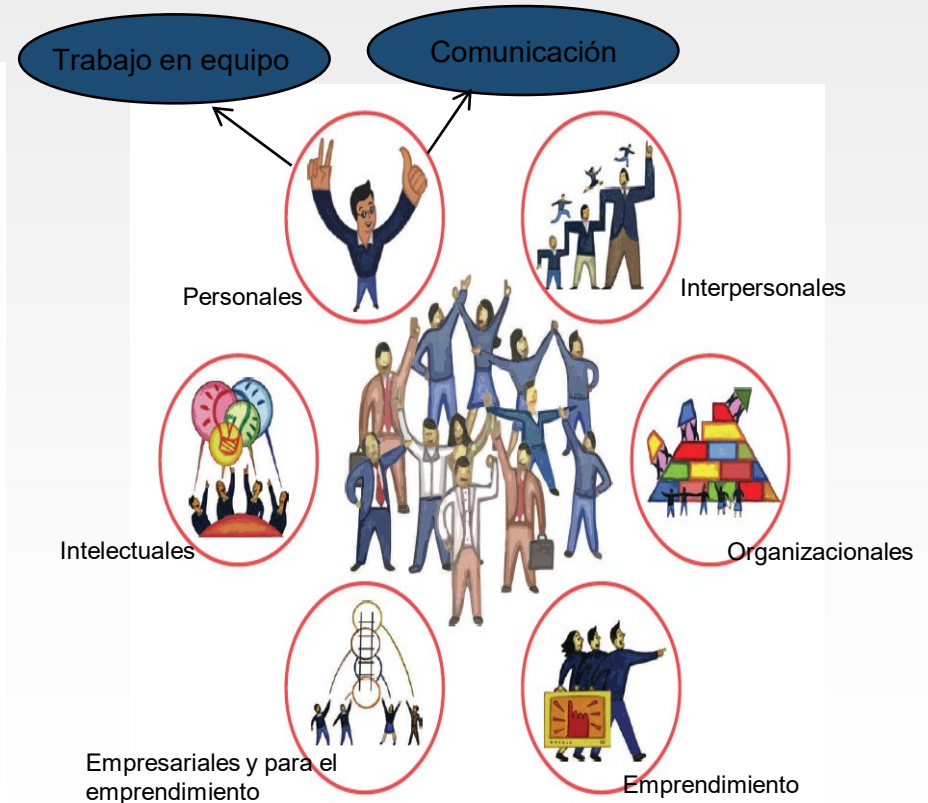 Trabajo en equipo
Comunicación
Personales
Interpersonales
Intelectuales
Organizacionales
Empresariales y para el
emprendimiento
Emprendimiento